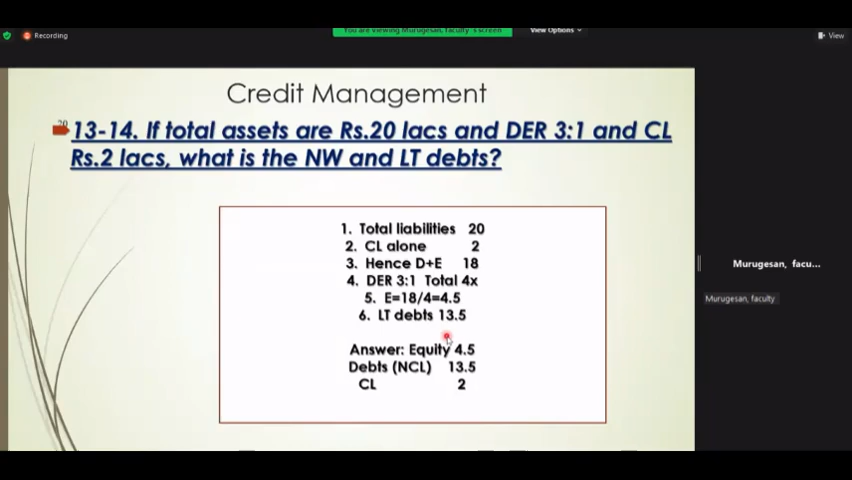 Recording
You are viewing Murugesan, faculty's screen
View Options
View
Credit Management
20
13-14. If total assets are Rs.20 lacs and DER 3:1 and CL
Rs.2 lacs, what is the NW and LT debts?
1. Total liabilities 20
2. CL alone 2
3. Hence D+E 18
4. DER 3:1 Total 4x
5. E=18/4=4.5
6. LT debts 13.5
Answer: Equity 4.5
Debts (NCL) 13.5
CL 2
Murugesan, facu...
Murugesan, faculty